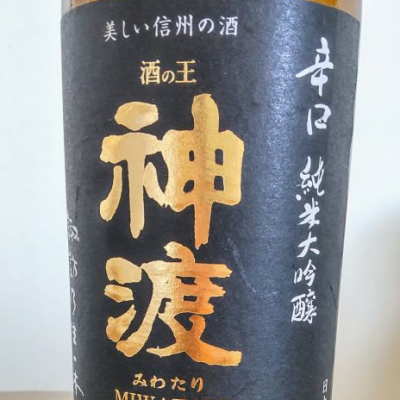 美しい信州の酒
酒の王
神渡
みわたり
辛口 純米大吟醸